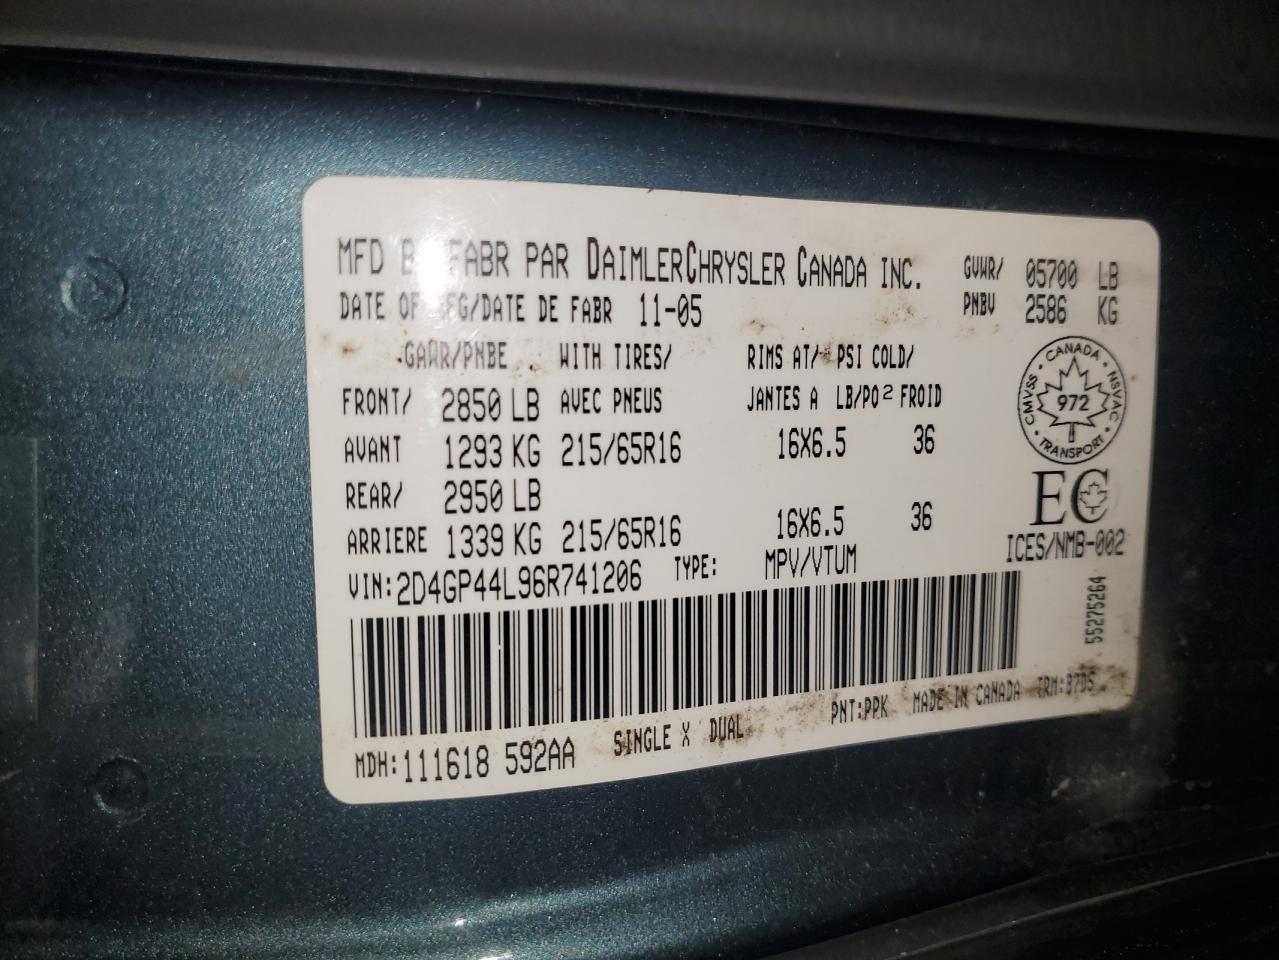 MFD FABR PAR DAIMLERCHRYSLER CANADA INC. GVWR/ 05700 LB
DATE OF MFG/DATE DE FABR 11-05 PNBV 2586 KG
GAWR/PNBE WITH TIRES/ RIMS AT/ PSI COLD/
FRONT/ 2850 LB AVEC PNEUS JANTES A LB/PO² FROID
AVANT 1293 KG 215/65R16 16X6.5 36
REAR/ 2950 LB
ARRIERE 1339 KG 215/65R16 16X6.5 36
CMVSS • CANADA • NSVAC • TRANSPORT •
972
EC
ICES/NMB-002
VIN:2D4GP44L96R741206 TYPE: MPV/VTUM
55275264
MDH:111618 592AA SINGLE X DUAL PNT:PPK MADE IN CANADA TRM:B7D5